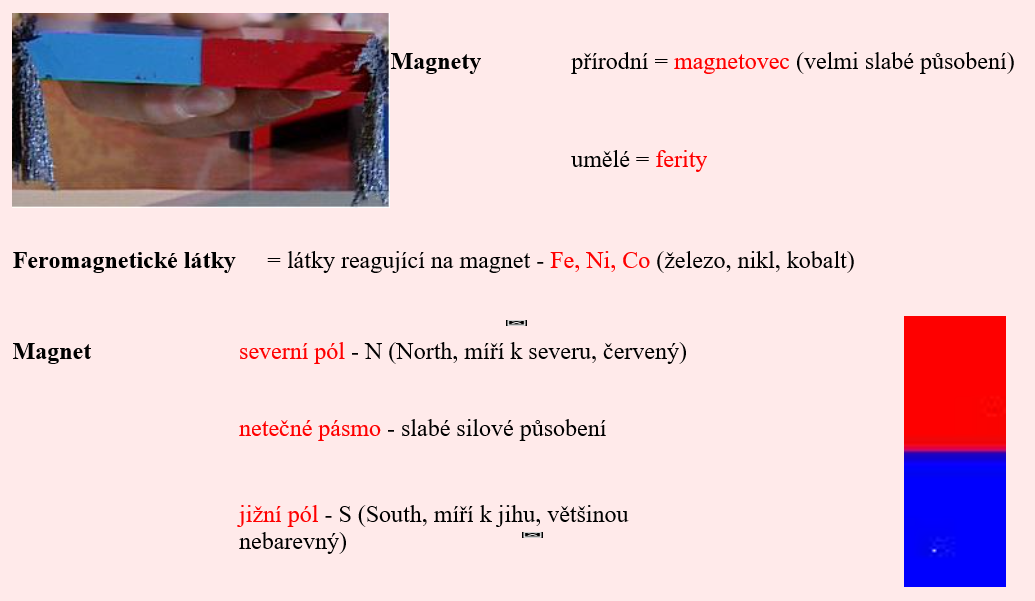 Magnety přírodní = magnetovec (velmi slabé působení)
umělé = ferity
Feromagnetické látky = látky reagující na magnet - Fe, Ni, Co (železo, nikl, kobalt)
Magnet severní pól - N (North, míří k severu, červený)
netečné pásmo - slabé silové působení
jižní pól - S (South, míří k jihu, většinou
nebarevný)